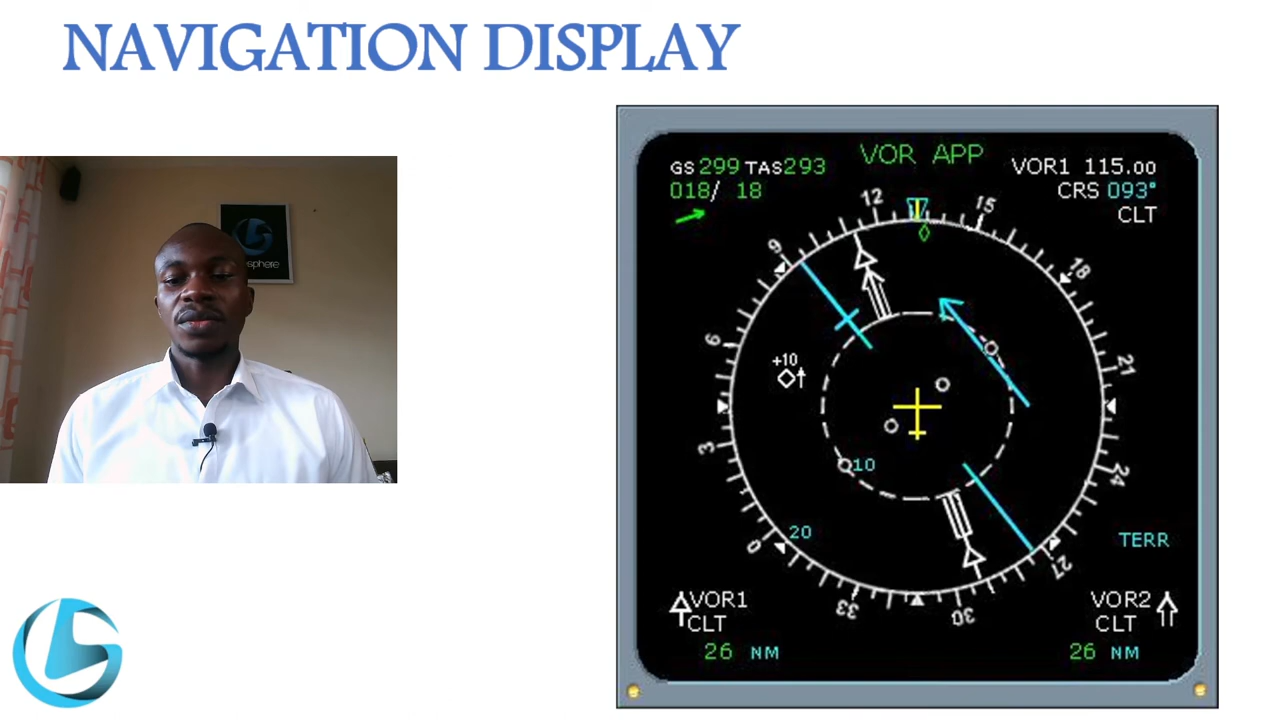 NAVIGATION DISPLAY
sphere
GS 299 TAS 293
VOR APP
VOR1 115.00
018/ 18
CRS 093°
CLT
12
15
9
18
6
+10
21
3
10
24
20
0
TERR
27
33
30
VOR1
CLT
VOR2
CLT
26 NM
26 NM